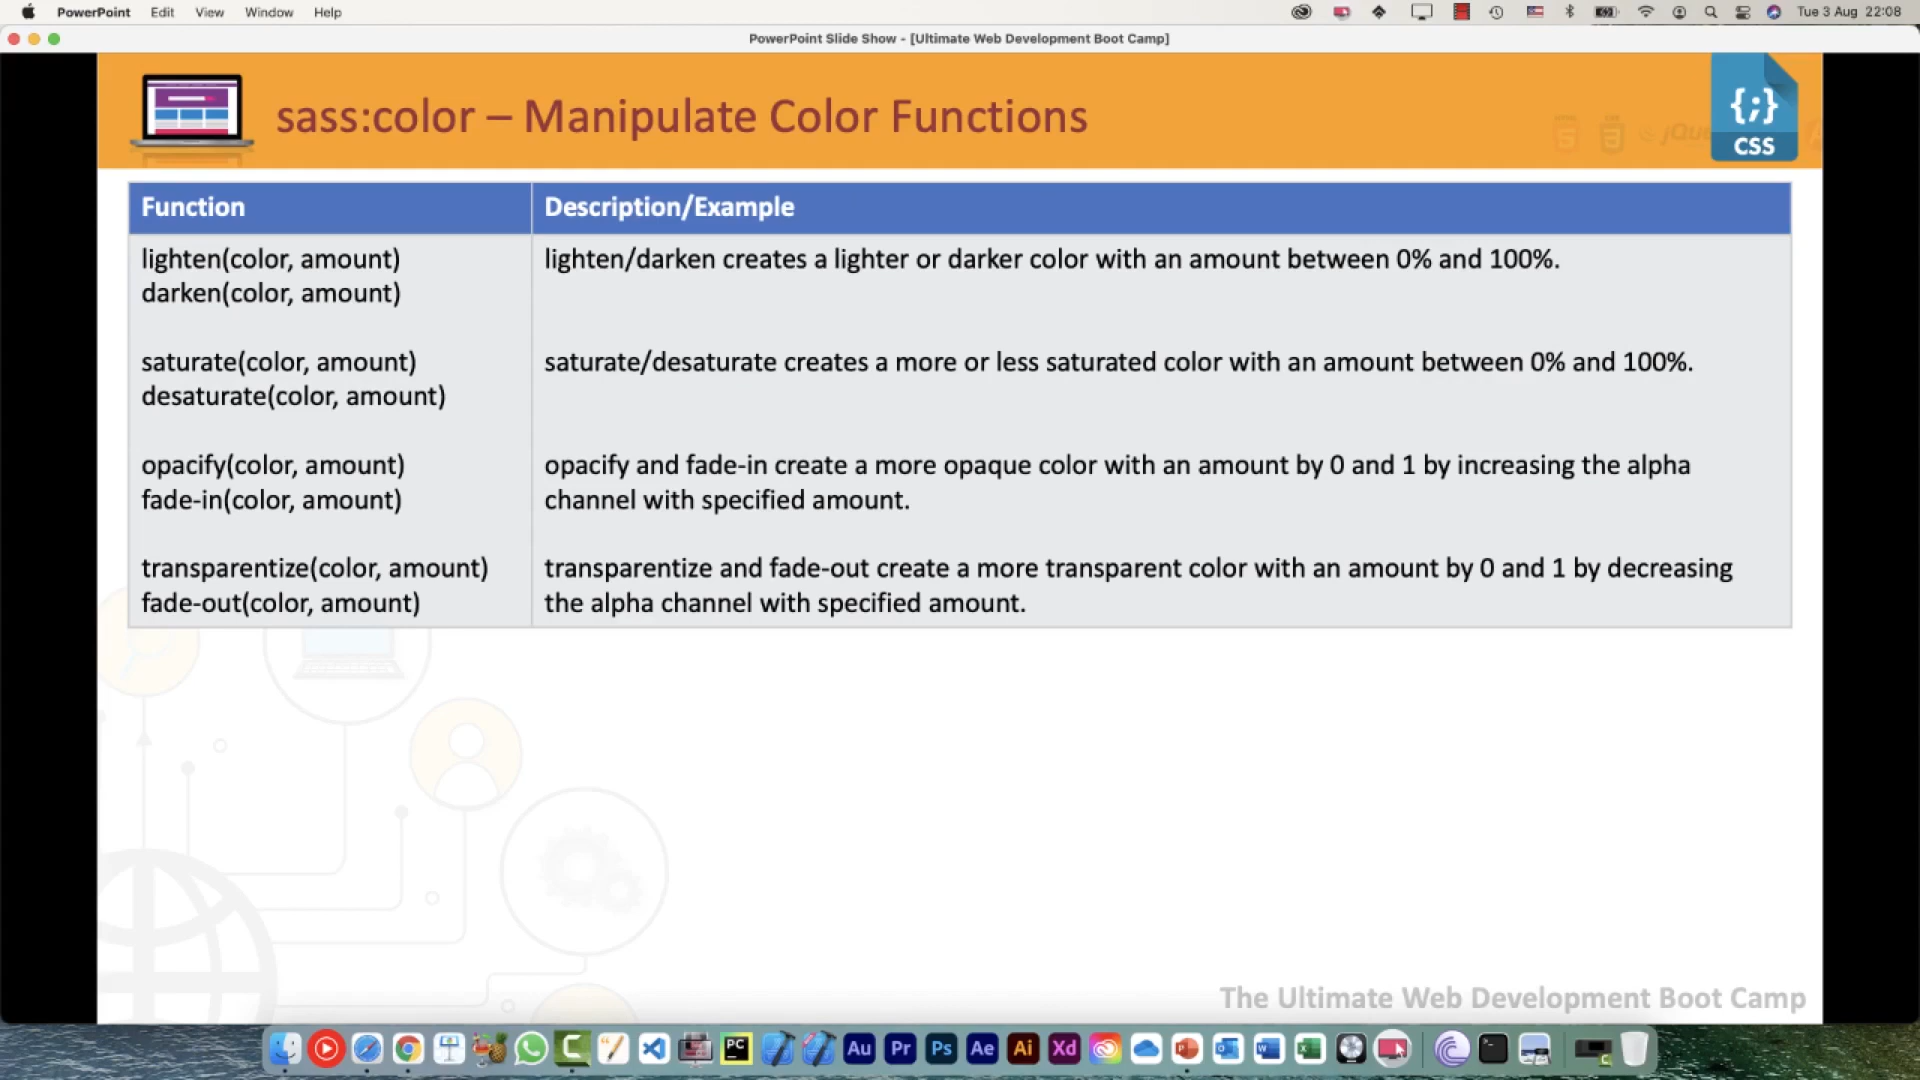 PowerPoint Edit View Window Help Tue 3 Aug 22:08
PowerPoint Slide Show - [Ultimate Web Development Boot Camp]
sass:color – Manipulate Color Functions
{;}
CSS
Function Description/Example
lighten(color, amount) lighten/darken creates a lighter or darker color with an amount between 0% and 100%.
darken(color, amount)
saturate(color, amount) saturate/desaturate creates a more or less saturated color with an amount between 0% and 100%.
desaturate(color, amount)
opacify(color, amount) opacify and fade-in create a more opaque color with an amount by 0 and 1 by increasing the alpha
fade-in(color, amount) channel with specified amount.
transparentize(color, amount) transparentize and fade-out create a more transparent color with an amount by 0 and 1 by decreasing
fade-out(color, amount) the alpha channel with specified amount.
The Ultimate Web Development Boot Camp
C PC Au Pr Ps Ae Ai Xd P O W X